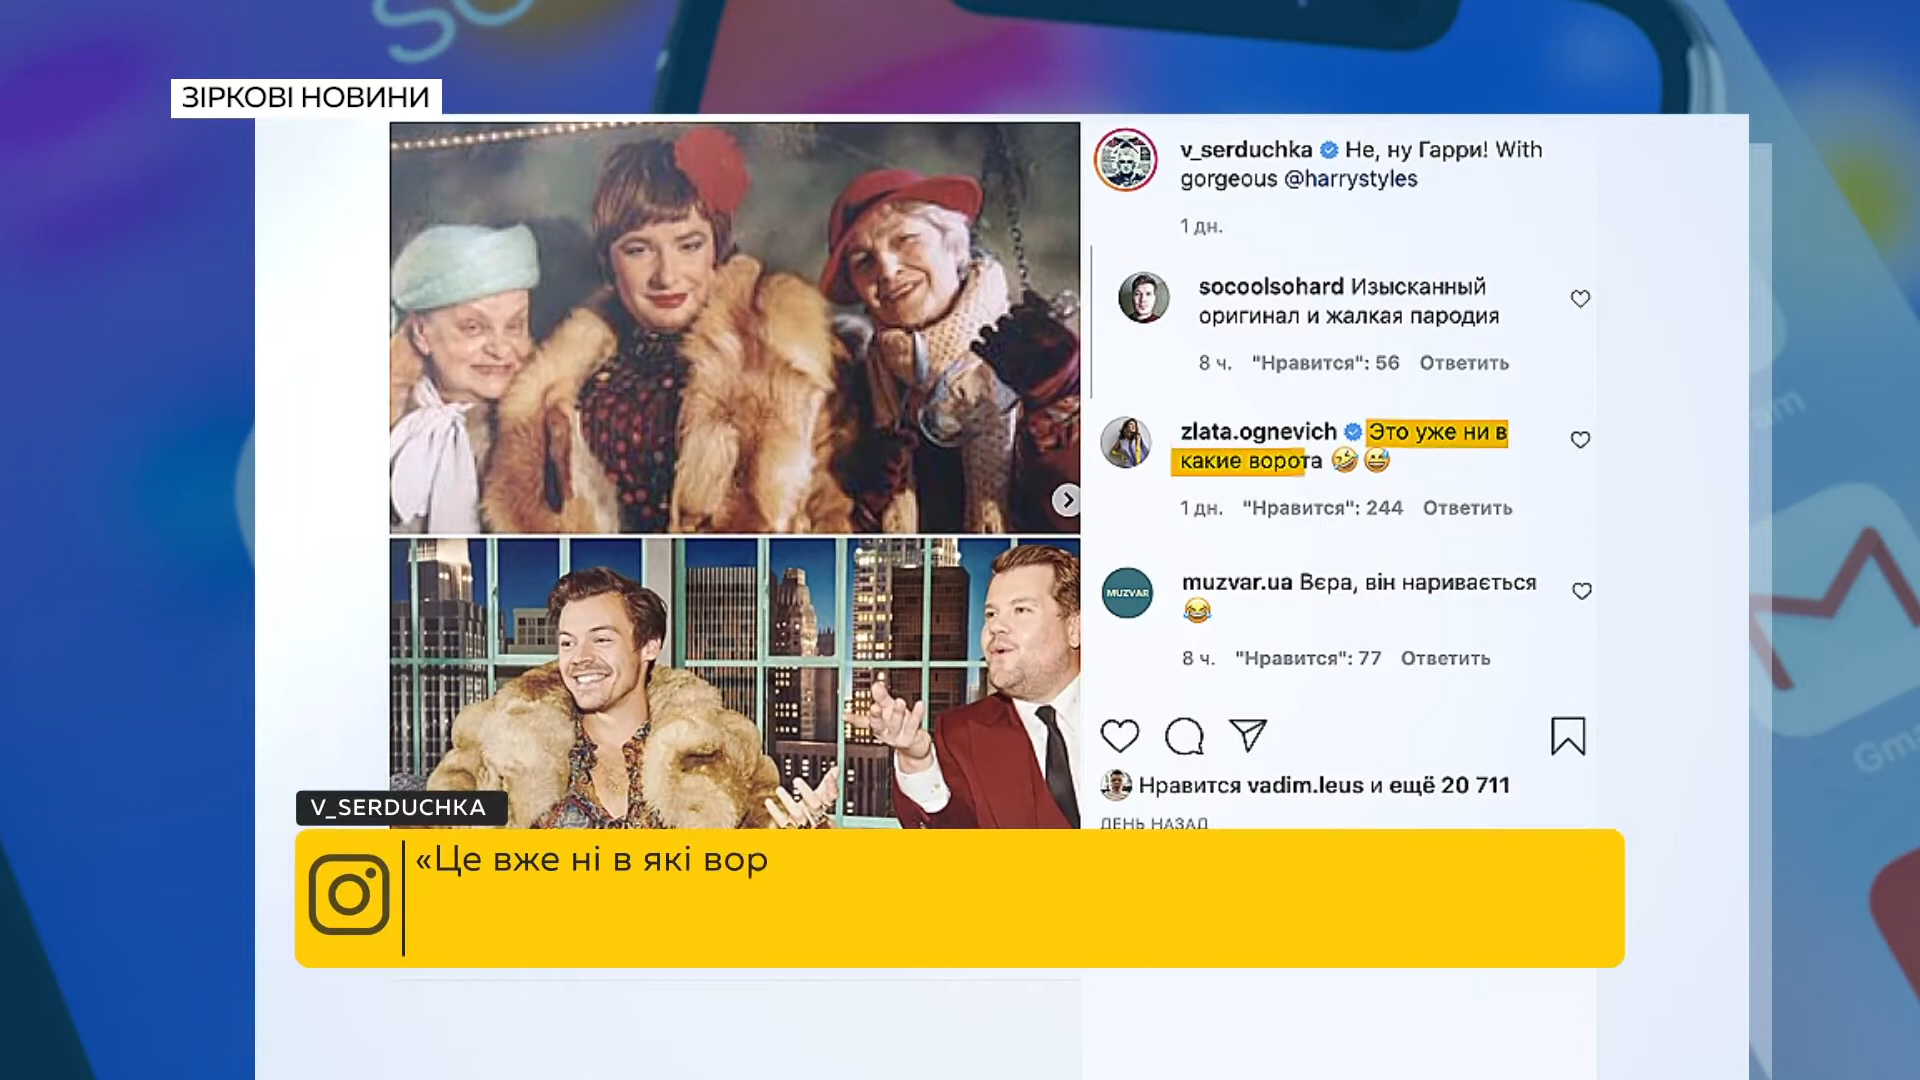 ЗІРКОВІ НОВИНИ
v_serduchka Не, ну Гарри! With
gorgeous @harrystyles
1 дн.
socoolsohard Изысканный
оригинал и жалкая пародия
8 ч. "Нравится": 56 Ответить
zlata.ognevich Это уже ни в
какие ворота 🤣😅
1 дн. "Нравится": 244 Ответить
MUZVAR
muzvar.ua Вєра, він наривається
😂
8 ч. "Нравится": 77 Ответить
Нравится vadim.leus и ещё 20 711
ДЕНЬ НАЗАД
V_SERDUCHKA
«Це вже ні в які вор